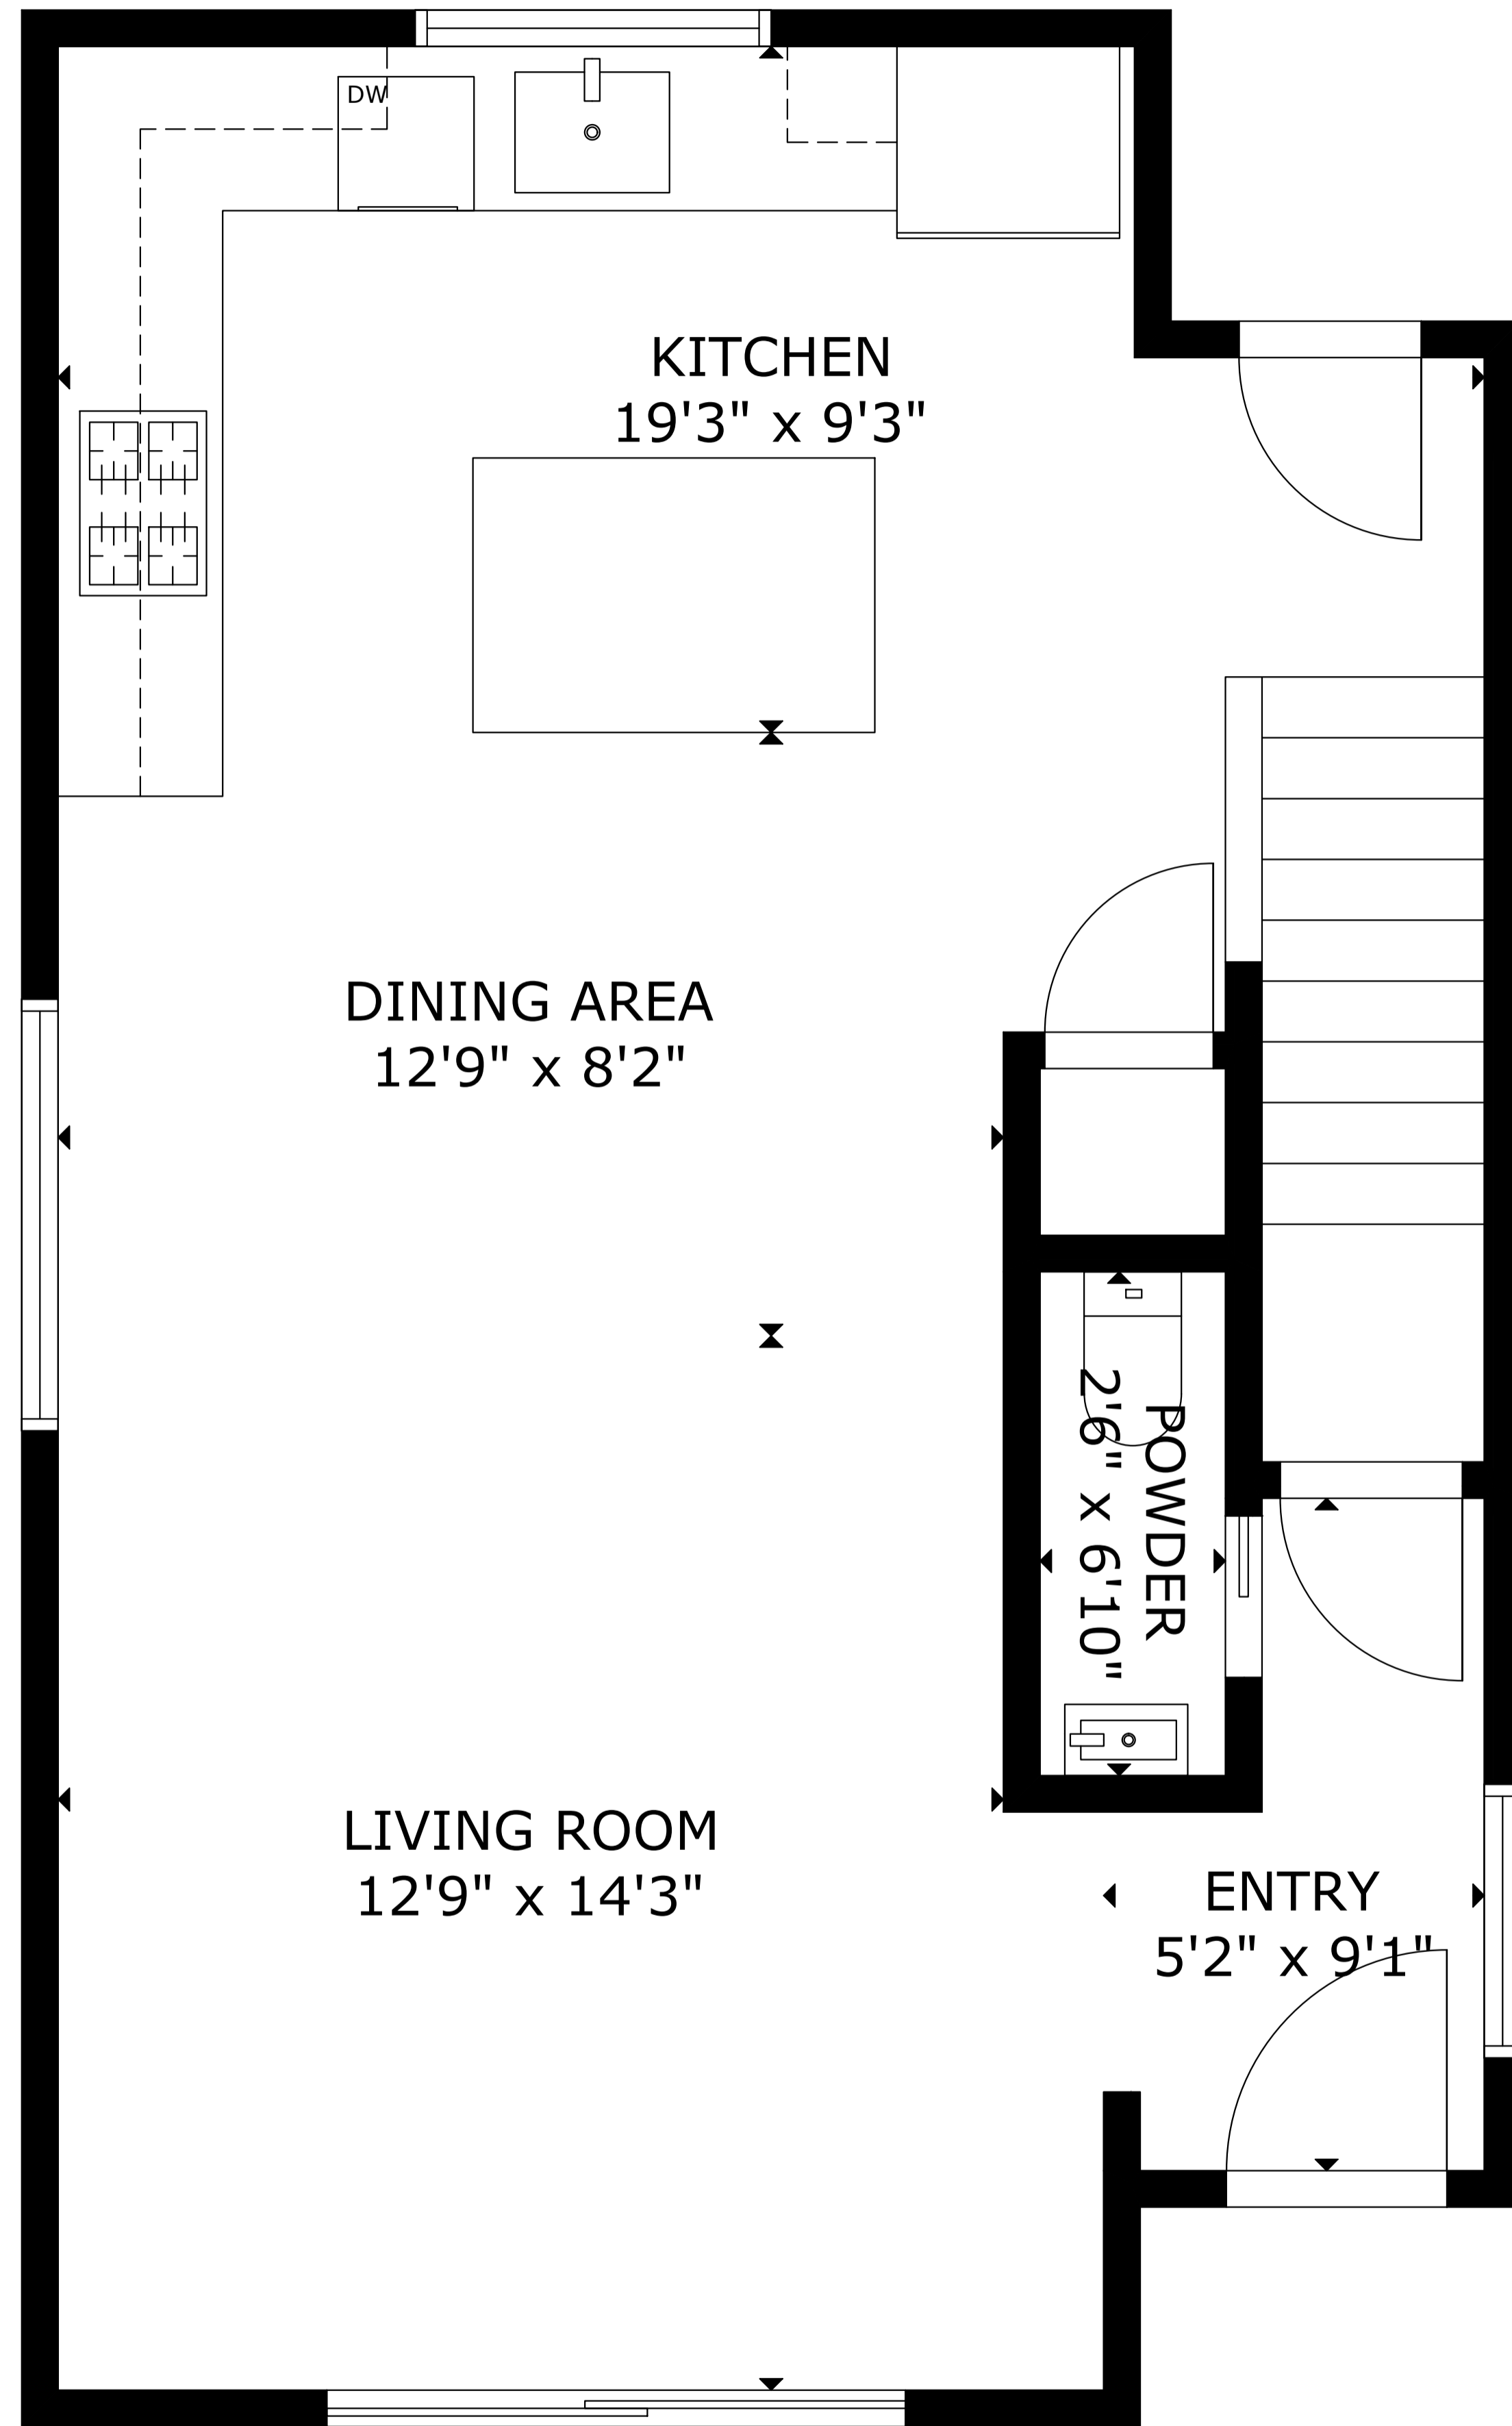 DW
KITCHEN
19'3" x 9'3"
DINING AREA
12'9" x 8'2"
POWDER
2'6" x 6'10"
LIVING ROOM
12'9" x 14'3"
ENTRY
5'2" x 9'1"